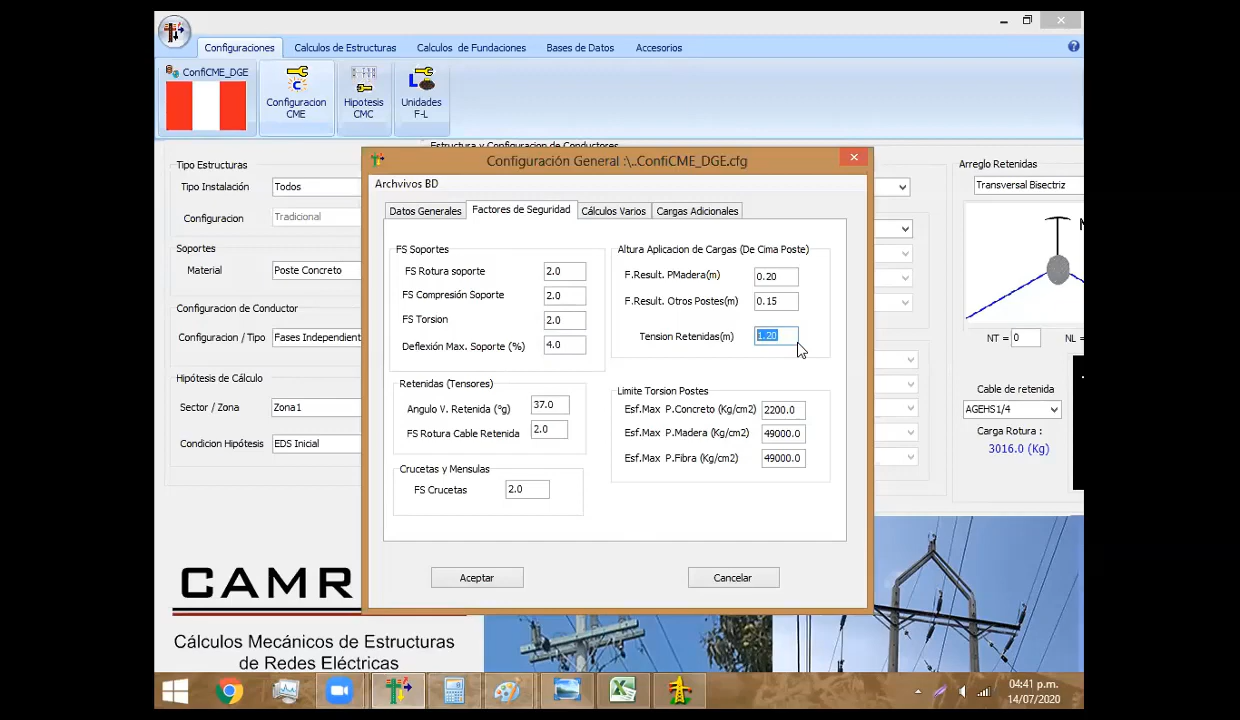 Configuraciones Calculos de Estructuras Calculos de Fundaciones Bases de Datos Accesorios
ConfiCME_DGE
Configuracion
CME
Hipotesis
CMC
Unidades
F-L
Tipo Estructuras
Tipo Instalación Todos
Configuracion Tradicional
Soportes
Material Poste Concreto
Configuracion de Conductor
Configuracion / Tipo Fases Independient
Hipótesis de Cálculo
Sector / Zona Zona1
Condicion Hipótesis EDS Inicial
Estructura y Configuracion de Conductores
Configuración General :\..ConfiCME_DGE.cfg
Archvivos BD
Datos Generales Factores de Seguridad Cálculos Varios Cargas Adicionales
FS Soportes
FS Rotura soporte 2.0
FS Compresión Soporte 2.0
FS Torsion 2.0
Deflexión Max. Soporte (%) 4.0
Retenidas (Tensores)
Angulo V. Retenida (°g) 37.0
FS Rotura Cable Retenida 2.0
Crucetas y Mensulas
FS Crucetas 2.0
Altura Aplicacion de Cargas (De Cima Poste)
F.Result. PMadera(m) 0.20
F.Result. Otros Postes(m) 0.15
Tension Retenidas(m) 1.20
Limite Torsion Postes
Esf.Max P.Concreto (Kg/cm2) 2200.0
Esf.Max P.Madera (Kg/cm2) 49000.0
Esf.Max P.Fibra (Kg/cm2) 49000.0
Aceptar Cancelar
Arreglo Retenidas
Transversal Bisectriz
NT = 0 NL =
Cable de retenida
AGEHS1/4
Carga Rotura :
3016.0 (Kg)
CAMR
Cálculos Mecánicos de Estructuras
de Redes Eléctricas
04:41 p.m.
14/07/2020